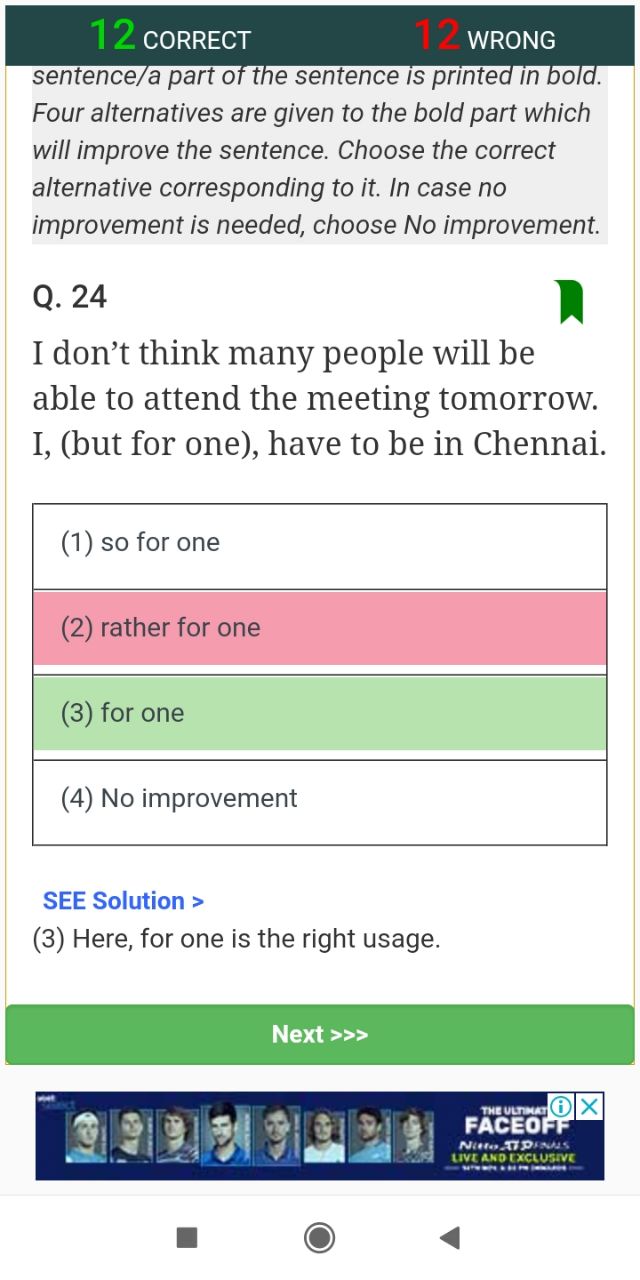 12 CORRECT 12 WRONG
sentence/a part of the sentence is printed in bold.
Four alternatives are given to the bold part which
will improve the sentence. Choose the correct
alternative corresponding to it. In case no
improvement is needed, choose No improvement.
Q. 24
I don’t think many people will be
able to attend the meeting tomorrow.
I, (but for one), have to be in Chennai.
(1) so for one
(2) rather for one
(3) for one
(4) No improvement
SEE Solution >
(3) Here, for one is the right usage.
Next >>>
voot
select
THE ULTIMAT
FACEOFF
Nitto ATP FINALS
LIVE AND EXCLUSIVE